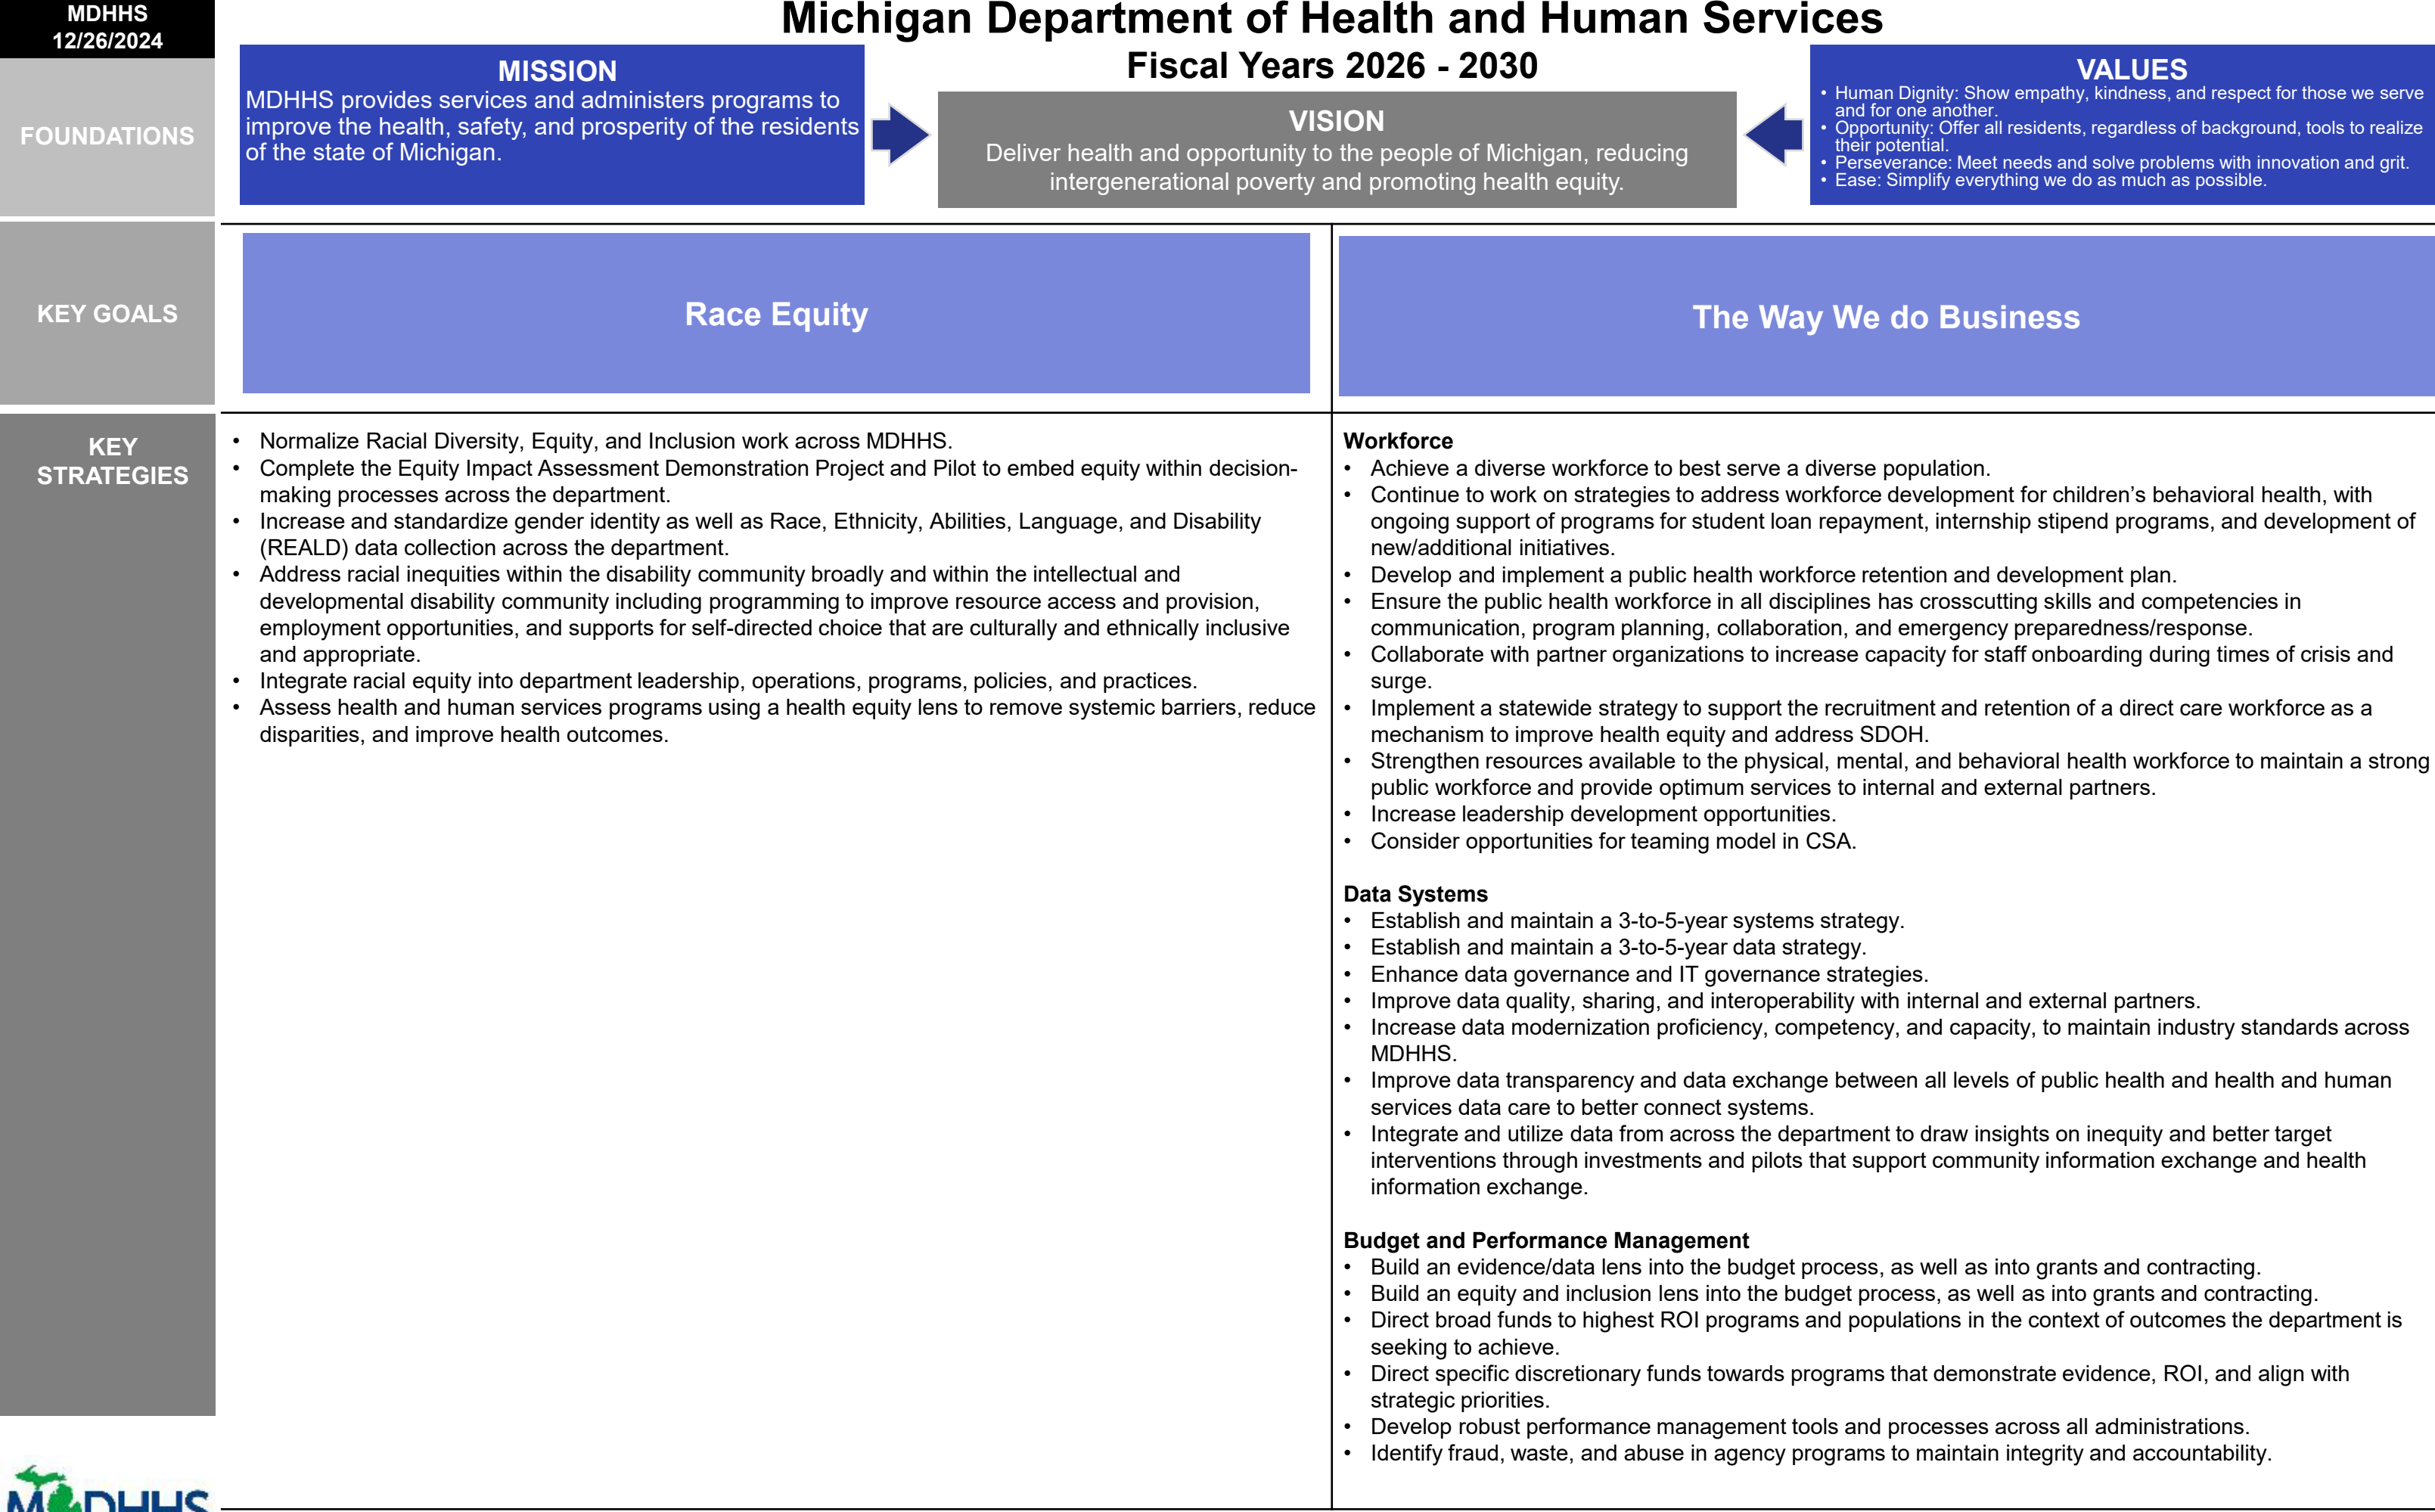 MDHHS
12/26/2024
Michigan Department of Health and Human Services
Fiscal Years 2026 - 2030
FOUNDATIONS
MISSION
MDHHS provides services and administers programs to
improve the health, safety, and prosperity of the residents
of the state of Michigan.
VISION
Deliver health and opportunity to the people of Michigan, reducing
intergenerational poverty and promoting health equity.
VALUES
• Human Dignity: Show empathy, kindness, and respect for those we serve
and for one another.
• Opportunity: Offer all residents, regardless of background, tools to realize
their potential.
• Perseverance: Meet needs and solve problems with innovation and grit.
• Ease: Simplify everything we do as much as possible.
KEY GOALS
Race Equity
The Way We do Business
KEY
STRATEGIES
• Normalize Racial Diversity, Equity, and Inclusion work across MDHHS.
• Complete the Equity Impact Assessment Demonstration Project and Pilot to embed equity within decision-
making processes across the department.
• Increase and standardize gender identity as well as Race, Ethnicity, Abilities, Language, and Disability
(REALD) data collection across the department.
• Address racial inequities within the disability community broadly and within the intellectual and
developmental disability community including programming to improve resource access and provision,
employment opportunities, and supports for self-directed choice that are culturally and ethnically inclusive
and appropriate.
• Integrate racial equity into department leadership, operations, programs, policies, and practices.
• Assess health and human services programs using a health equity lens to remove systemic barriers, reduce
disparities, and improve health outcomes.
Workforce
• Achieve a diverse workforce to best serve a diverse population.
• Continue to work on strategies to address workforce development for children’s behavioral health, with
ongoing support of programs for student loan repayment, internship stipend programs, and development of
new/additional initiatives.
• Develop and implement a public health workforce retention and development plan.
• Ensure the public health workforce in all disciplines has crosscutting skills and competencies in
communication, program planning, collaboration, and emergency preparedness/response.
• Collaborate with partner organizations to increase capacity for staff onboarding during times of crisis and
surge.
• Implement a statewide strategy to support the recruitment and retention of a direct care workforce as a
mechanism to improve health equity and address SDOH.
• Strengthen resources available to the physical, mental, and behavioral health workforce to maintain a strong
public workforce and provide optimum services to internal and external partners.
• Increase leadership development opportunities.
• Consider opportunities for teaming model in CSA.
Data Systems
• Establish and maintain a 3-to-5-year systems strategy.
• Establish and maintain a 3-to-5-year data strategy.
• Enhance data governance and IT governance strategies.
• Improve data quality, sharing, and interoperability with internal and external partners.
• Increase data modernization proficiency, competency, and capacity, to maintain industry standards across
MDHHS.
• Improve data transparency and data exchange between all levels of public health and health and human
services data care to better connect systems.
• Integrate and utilize data from across the department to draw insights on inequity and better target
interventions through investments and pilots that support community information exchange and health
information exchange.
Budget and Performance Management
• Build an evidence/data lens into the budget process, as well as into grants and contracting.
• Build an equity and inclusion lens into the budget process, as well as into grants and contracting.
• Direct broad funds to highest ROI programs and populations in the context of outcomes the department is
seeking to achieve.
• Direct specific discretionary funds towards programs that demonstrate evidence, ROI, and align with
strategic priorities.
• Develop robust performance management tools and processes across all administrations.
• Identify fraud, waste, and abuse in agency programs to maintain integrity and accountability.
MDHHS